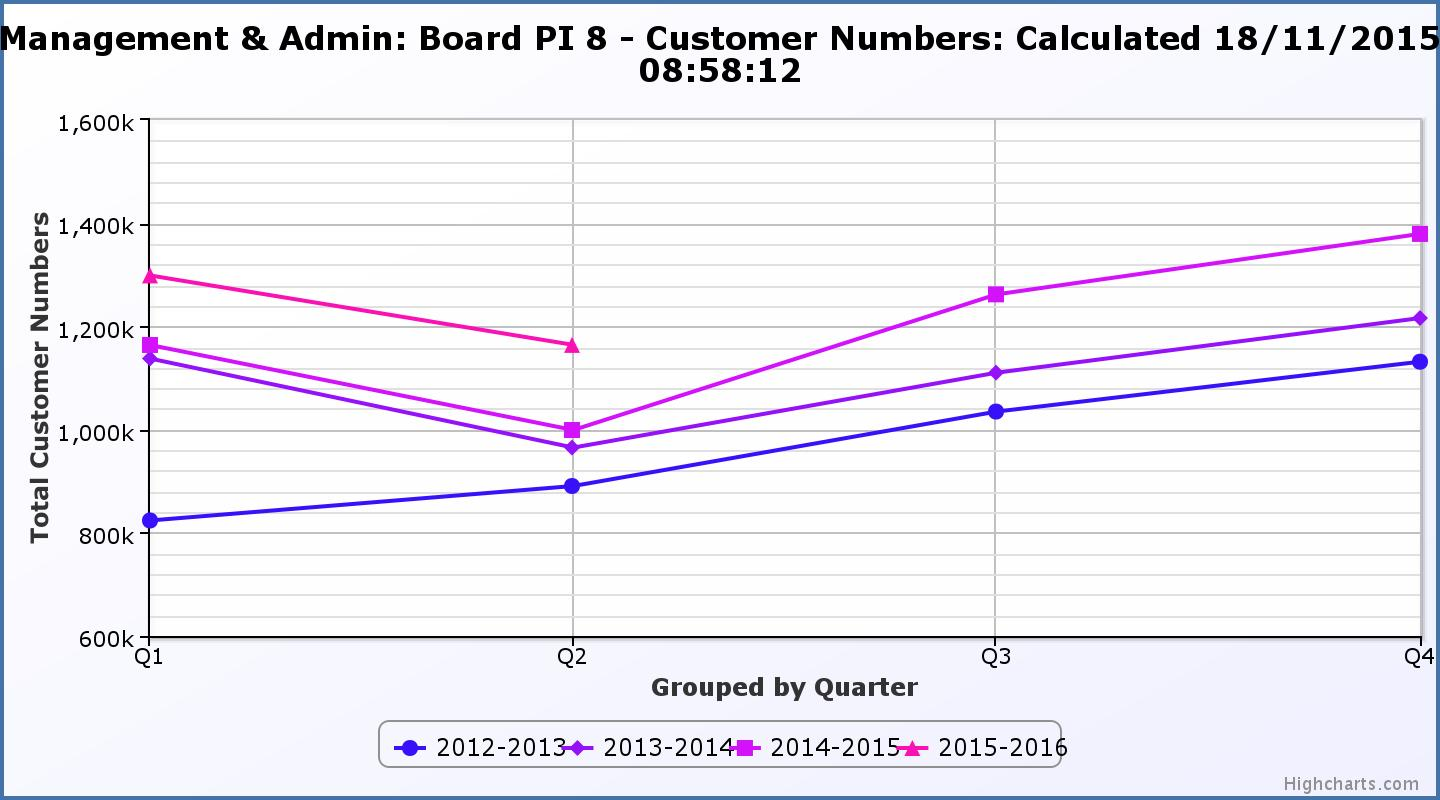 Management & Admin: Board PI 8 - Customer Numbers: Calculated 18/11/2015
08:58:12
1,600k
1,400k
1,200k
1,000k
800k
600k
Total Customer Numbers
Q1 Q2 Q3 Q4
Grouped by Quarter
2012-2013 2013-2014 2014-2015 2015-2016
Highcharts.com